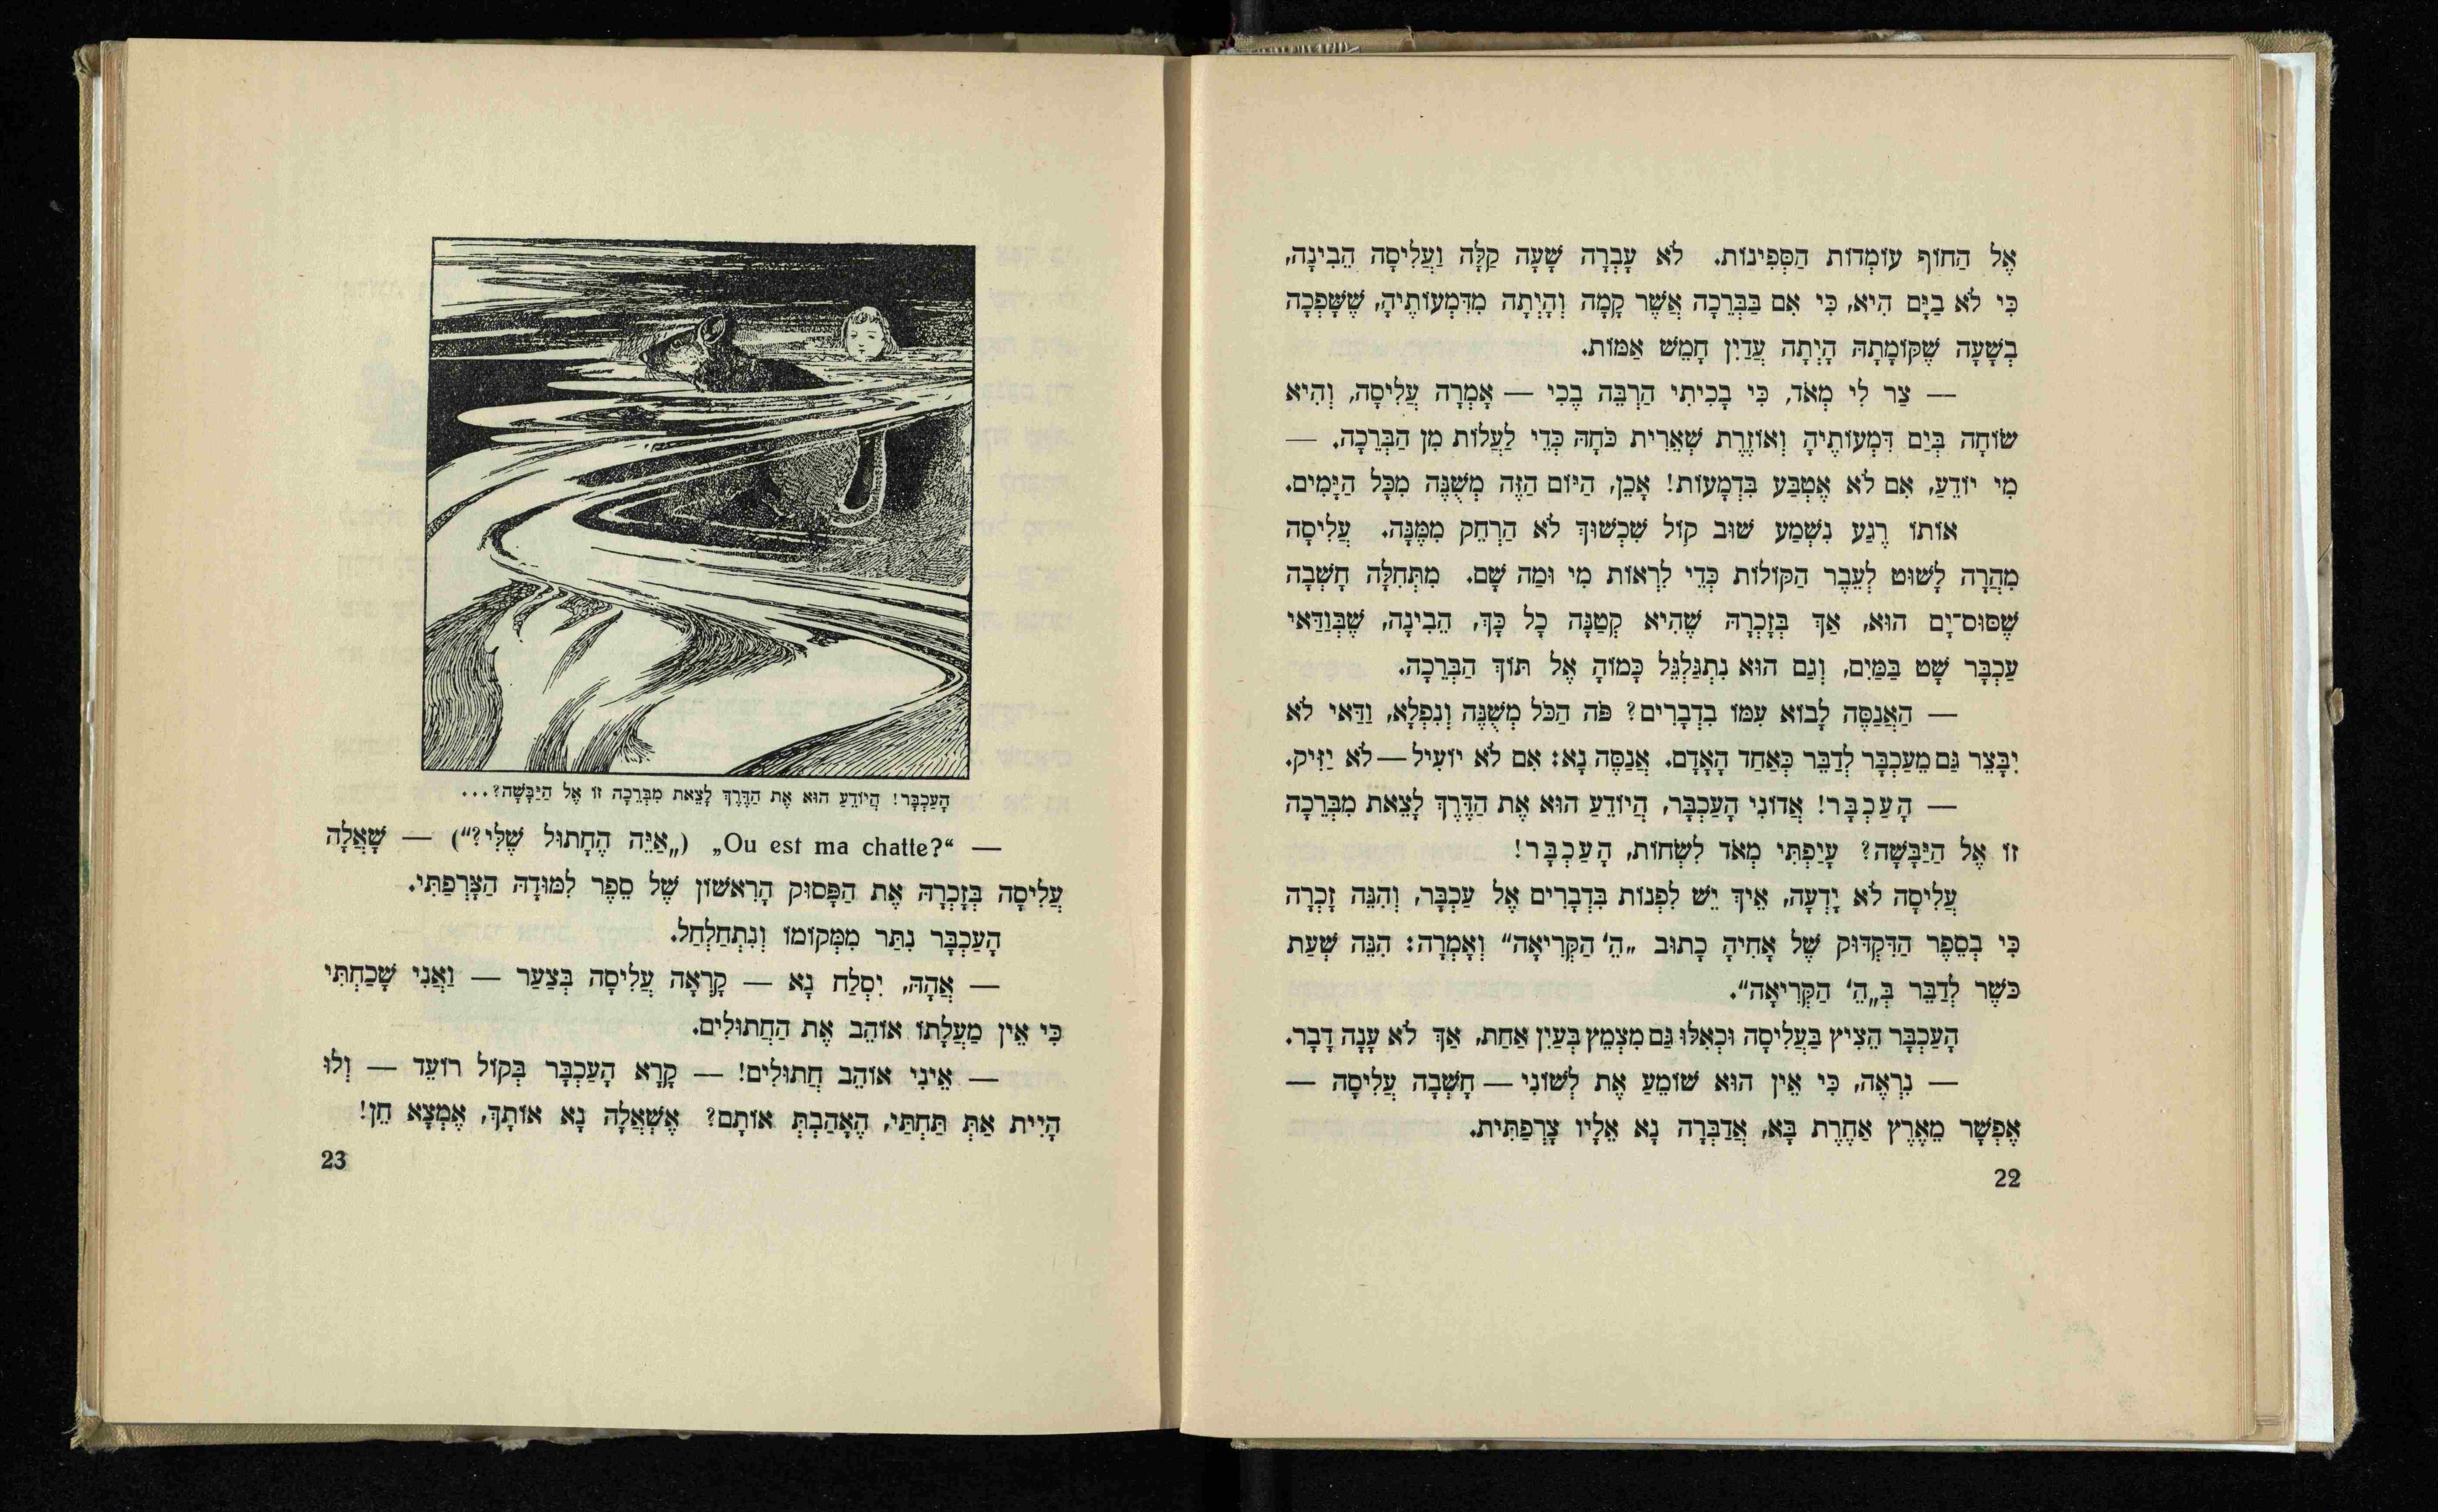 אֶל הַחוֹף עוֹמְדוֹת הַסְּפִינוֹת. לֹא עָבְרָה שָׁעָה קַלָּה וַעֲלִיסָה הֵבִינָה,
כִּי לֹא בַיָּם הִיא, כִּי אִם בַּבְּרֵכָה אֲשֶׁר קָמָה וְהָיְתָה מִדִּמְעוֹתֶיהָ, שֶׁשָּׁפְכָה
בְּשָׁעָה שֶׁקּוֹמָתָהּ הָיְתָה עֲדַיִן חָמֵשׁ אַמּוֹת.
— צַר לִי מְאֹד, כִּי בָכִיתִי הַרְבֵּה בֶּכִי — אָמְרָה עֲלִיסָה, וְהִיא
שׂוֹחָה בְּיַם דִּמְעוֹתֶיהָ וְאוֹזֶרֶת שְׁאֵרִית כֹּחָהּ כְּדֵי לַעֲלוֹת מִן הַבְּרֵכָה. —
מִי יוֹדֵעַ, אִם לֹא אֶטְבַּע בִּדְמָעוֹת! אָכֵן, הַיּוֹם הַזֶּה מְשֻׁנֶּה מִכָּל הַיָּמִים.
אוֹתוֹ רֶגַע נִשְׁמַע שׁוּב קוֹל שִׁכְשׁוּךְ לֹא הַרְחֵק מִמֶּנָּה. עֲלִיסָה
מִהֲרָה לָשׁוּט לְעֵבֶר הַקּוֹלוֹת כְּדֵי לִרְאוֹת מִי וּמַה שָּׁם. מִתְּחִלָּה חָשְׁבָה
שֶׁסּוּס־יָם הוּא, אַךְ בְּזָכְרָהּ שֶׁהִיא קְטַנָּה כָּל כָּךְ, הֵבִינָה, שֶׁבְּוַדַּאי
עַכְבָּר שָׁט בַּמַּיִם, וְגַם הוּא נִתְגַּלְגֵּל כָּמוֹהָ אֶל תּוֹךְ הַבְּרֵכָה.
— הַאֲנַסֶּה לָבוֹא עִמּוֹ בִדְבָרִים? פֹּה הַכֹּל מְשֻׁנֶּה וְנִפְלָא, וַדַּאי לֹא
יִבָּצֵר גַּם מֵעַכְבָּר לְדַבֵּר כְּאַחַד הָאָדָם. אֲנַסֶּה נָא: אִם לֹא יוֹעִיל — לֹא יַזִּיק.
— הָעַכְבָּר! אֲדוֹנִי הָעַכְבָּר, הֲיוֹדֵעַ הוּא אֶת הַדֶּרֶךְ לָצֵאת מִבְּרֵכָה
זוֹ אֶל הַיַּבָּשָׁה? עָיַפְתִּי מְאֹד לִשְׂחוֹת, הָעַכְבָּר!
עֲלִיסָה לֹא יָדְעָה, אֵיךְ יֵשׁ לִפְנוֹת בִּדְבָרִים אֶל עַכְבָּר, וְהִנֵּה זָכְרָה
כִּי בְסֵפֶר הַדִּקְדּוּק שֶׁל אָחִיהָ כָתוּב „הֵ' הַקְּרִיאָה“ וְאָמְרָה: הִנֵּה שְׁעַת
כּשֶׁר לְדַבֵּר בְּ„הֵ' הַקְּרִיאָה“.
הָעַכְבָּר הֵצִיץ בַּעֲלִיסָה וּכְאִלּוּ גַּם מִצְמֵץ בְּעַיִן אַחַת, אַךְ לֹא עָנָה דָבָר.
— נִרְאֶה, כִּי אֵין הוּא שׁוֹמֵעַ אֶת לְשׁוֹנִי — חָשְׁבָה עֲלִיסָה —
אֶפְשָׁר מֵאֶרֶץ אַחֶרֶת בָּא, אֲדַבְּרָה נָא אֵלָיו צָרְפַתִּית.
22
הָעַכְבָּר! הֲיוֹדֵעַ הוּא אֶת הַדֶּרֶךְ לָצֵאת מִבְּרֵכָה זוֹ אֶל הַיַּבָּשָׁה?...
— „Ou est ma chatte?“ („אַיֵּה הֶחָתוּל שֶׁלִּי?“) — שָׁאֲלָה
עֲלִיסָה בְּזָכְרָהּ אֶת הַפָּסוּק הָרִאשׁוֹן שֶׁל סֵפֶר לִמּוּדָהּ הַצָּרְפַתִּי.
הָעַכְבָּר נִתַּר מִמְּקוֹמוֹ וְנִתְחַלְחַל.
— אֲהָהּ, יִסְלַח נָא — קָרְאָה עֲלִיסָה בְּצַעַר — וַאֲנִי שָׁכַחְתִּי
כִּי אֵין מַעֲלָתוֹ אוֹהֵב אֶת הַחֲתוּלִים.
— אֵינִי אוֹהֵב חֲתוּלִים! — קָרָא הָעַכְבָּר בְּקוֹל רוֹעֵד — וְלוּ
הָיִית אַתְּ תַּחְתַּי, הֶאָהַבְתְּ אוֹתָם? אֶשְׁאֲלָה נָא אוֹתָךְ, אֶמְצָא חֵן!
23